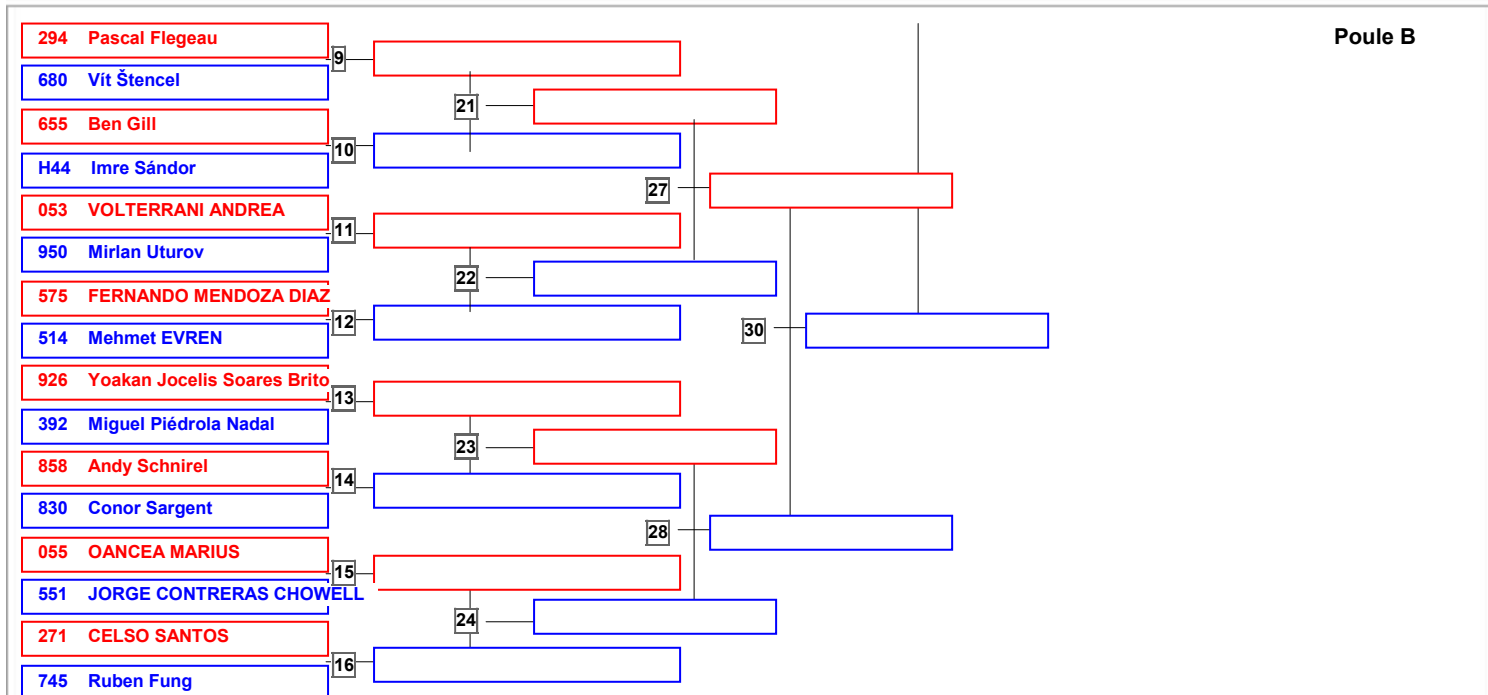 Poule B
294 Pascal Flegeau
9
680 Vít Štencel
21
655 Ben Gill
10
H44 Imre Sándor
27
053 VOLTERRANI ANDREA
11
950 Mirlan Uturov
22
575 FERNANDO MENDOZA DIAZ
12
514 Mehmet EVREN
30
926 Yoakan Jocelis Soares Brito
13
392 Miguel Piédrola Nadal
23
858 Andy Schnirel
14
830 Conor Sargent
28
055 OANCEA MARIUS
15
551 JORGE CONTRERAS CHOWELL
24
271 CELSO SANTOS
16
745 Ruben Fung